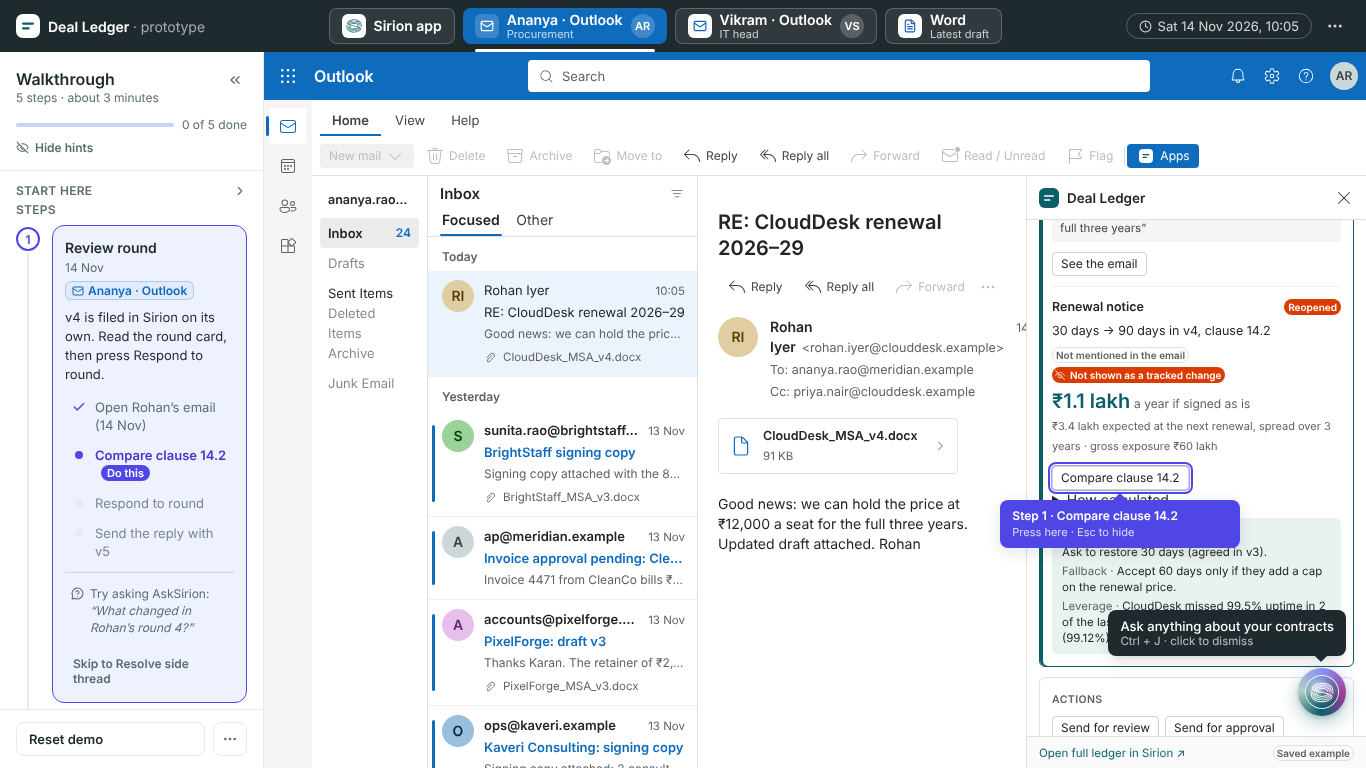 Deal Ledger · prototype
Sirion app
Ananya · Outlook
Procurement
AR
Vikram · Outlook
IT head
VS
Word
Latest draft
Sat 14 Nov 2026, 10:05
Walkthrough
5 steps · about 3 minutes
0 of 5 done
Hide hints
START HERE
STEPS
1
Review round
14 Nov
Ananya · Outlook
v4 is filed in Sirion on its
own. Read the round card,
then press Respond to
round.
Open Rohan’s email
(14 Nov)
Compare clause 14.2
Do this
Respond to round
Send the reply with
v5
Try asking AskSirion:
“What changed in
Rohan’s round 4?”
Skip to Resolve side
thread
Reset demo
Outlook
Search
AR
Home
View
Help
New mail
Delete
Archive
Move to
Reply
Reply all
Forward
Read / Unread
Flag
Apps
ananya.rao...
Inbox 24
Drafts
Sent Items
Deleted
Items
Archive
Junk Email
Inbox
Focused
Other
Today
RI
Rohan Iyer 10:05
RE: CloudDesk renewal 2026–29
Good news: we can hold the pric...
CloudDesk_MSA_v4.docx
Yesterday
S
sunita.rao@brightstaff... 13 Nov
BrightStaff signing copy
Signing copy attached with the 8...
BrightStaff_MSA_v3.docx
A
ap@meridian.example 13 Nov
Invoice approval pending: Cle...
Invoice 4471 from CleanCo bills ₹...
A
accounts@pixelforge.... 13 Nov
PixelForge: draft v3
Thanks Karan. The retainer of ₹2,...
PixelForge_MSA_v3.docx
O
ops@kaveri.example 13 Nov
Kaveri Consulting: signing copy
RE: CloudDesk renewal
2026–29
Reply
Reply all
Forward
RI
Rohan 14
Iyer <rohan.iyer@clouddesk.example>
To: ananya.rao@meridian.example
Cc: priya.nair@clouddesk.example
CloudDesk_MSA_v4.docx
91 KB
Good news: we can hold the price at
₹12,000 a seat for the full three years.
Updated draft attached. Rohan
Deal Ledger
full three years”
See the email
Renewal notice
Reopened
30 days → 90 days in v4, clause 14.2
Not mentioned in the email
Not shown as a tracked change
₹1.1 lakh a year if signed as is
₹3.4 lakh expected at the next renewal, spread over 3
years · gross exposure ₹60 lakh
Compare clause 14.2
Step 1 · Compare clause 14.2
Press here · Esc to hide
Ask to restore 30 days (agreed in v3).
Fallback · Accept 60 days only if they add a cap
on the renewal price.
Leverage · CloudDesk missed 99.5% uptime in 2
of the las
(99.12%)
Ask anything about your contracts
Ctrl + J · click to dismiss
ACTIONS
Send for review
Send for approval
Open full ledger in Sirion ↗
Saved example